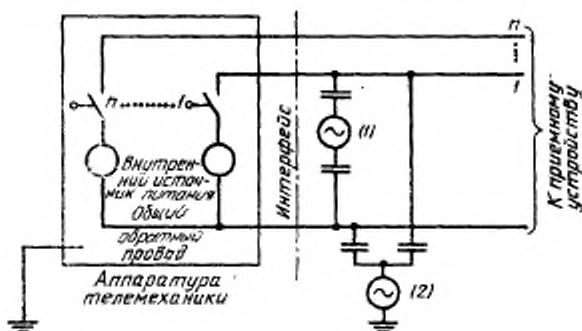 n
1
n
1
Внутрен-
ний источ-
ник питания
Общий
обратный
провод
Аппаратура
телемеханики
Интерфейс
(1)
(2)
К приемному
устройству